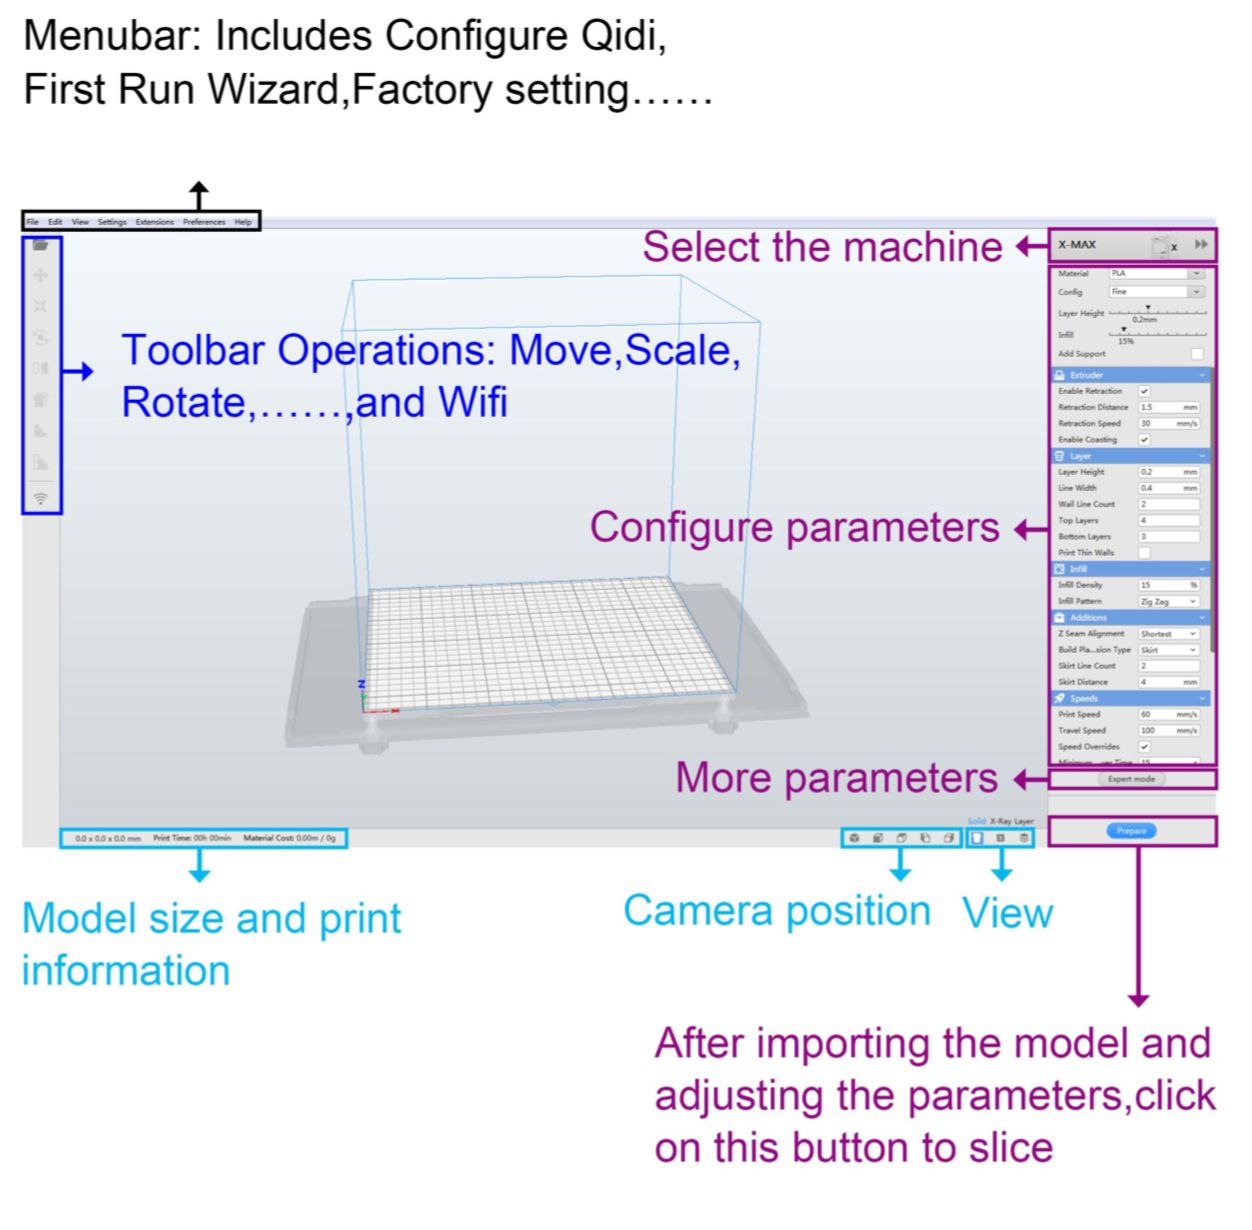 Menubar: Includes Configure Qidi,
First Run Wizard,Factory setting……
File Edit View Settings Extensions Preferences Help
Select the machine
X-MAX
X
Toolbar Operations: Move,Scale,
Rotate,……,and Wifi
Configure parameters
Material PLA
Config Fine
Layer Height
0.2mm
Infill
15%
Add Support
Extruder
Enable Retraction
Retraction Distance 1.5 mm
Retraction Speed 30 mm/s
Enable Coasting
Layer
Layer Height 0.2 mm
Line Width 0.4 mm
Wall Line Count 2
Top Layers 4
Bottom Layers 3
Print Thin Walls
Infill
Infill Density 15 %
Infill Pattern Zig Zag
Additions
Z Seam Alignment Shortest
Build Pla...sion Type Skirt
Skirt Line Count 2
Skirt Distance 4 mm
Speeds
Print Speed 60 mm/s
Travel Speed 100 mm/s
Speed Overrides
Z
More parameters
Expert mode
Solid X-Ray Layer
Prepare
0.0 x 0.0 x 0.0 mm Print Time: 00h 00min Material Cost: 0.00m / 0g
Model size and print
information
Camera position
View
After importing the model and
adjusting the parameters,click
on this button to slice